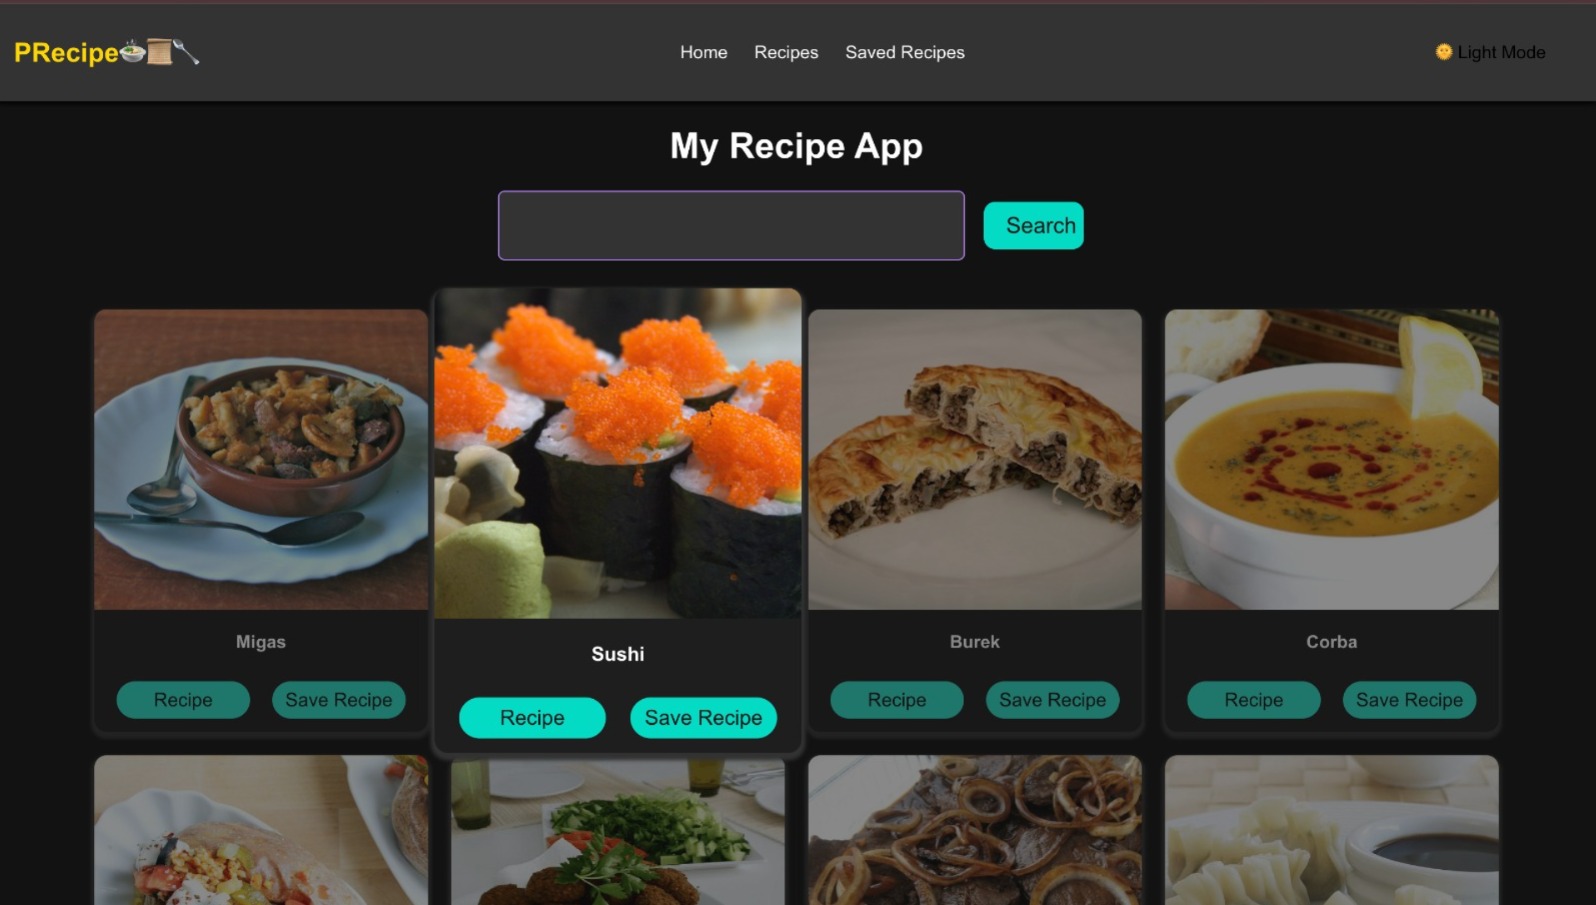 PRecipe
Home Recipes Saved Recipes
🌞 Light Mode
My Recipe App
Search
Migas
Sushi
Burek
Corba
Recipe Save Recipe
Recipe Save Recipe
Recipe Save Recipe
Recipe Save Recipe